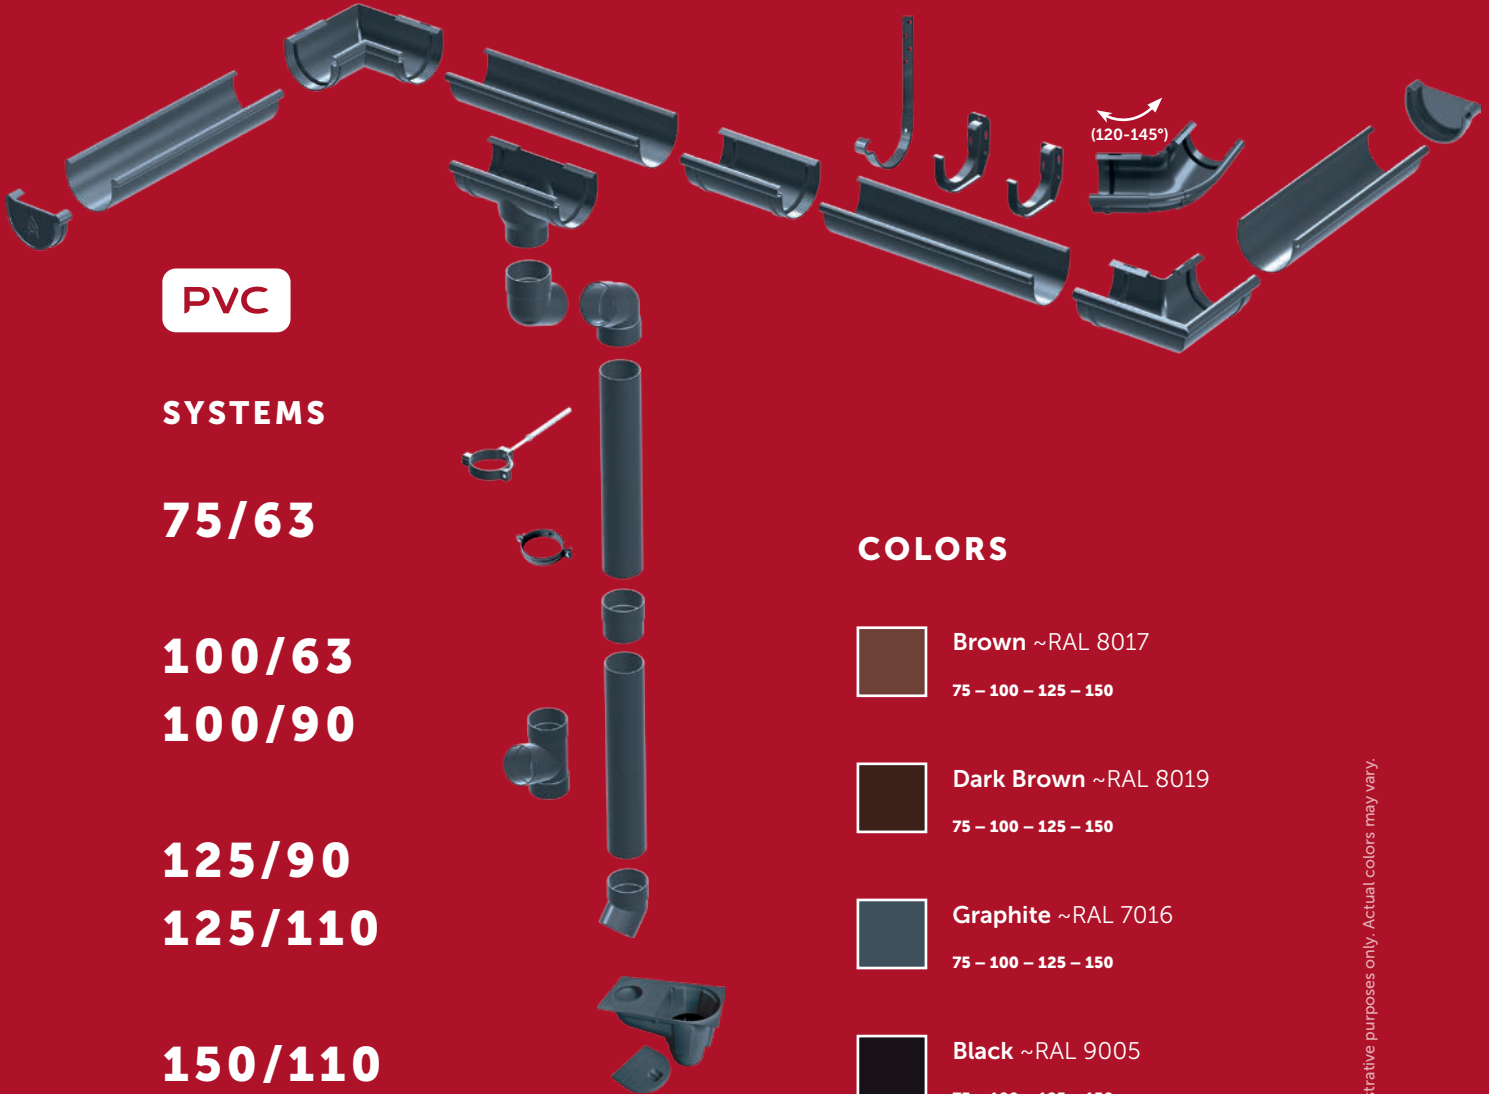 (120-145°)
PVC
SYSTEMS
75/63
100/63
100/90
125/90
125/110
150/110
COLORS
Brown ~RAL 8017
75 – 100 – 125 – 150
Dark Brown ~RAL 8019
75 – 100 – 125 – 150
Graphite ~RAL 7016
75 – 100 – 125 – 150
Black ~RAL 9005
purposes only. Actual colors may vary.